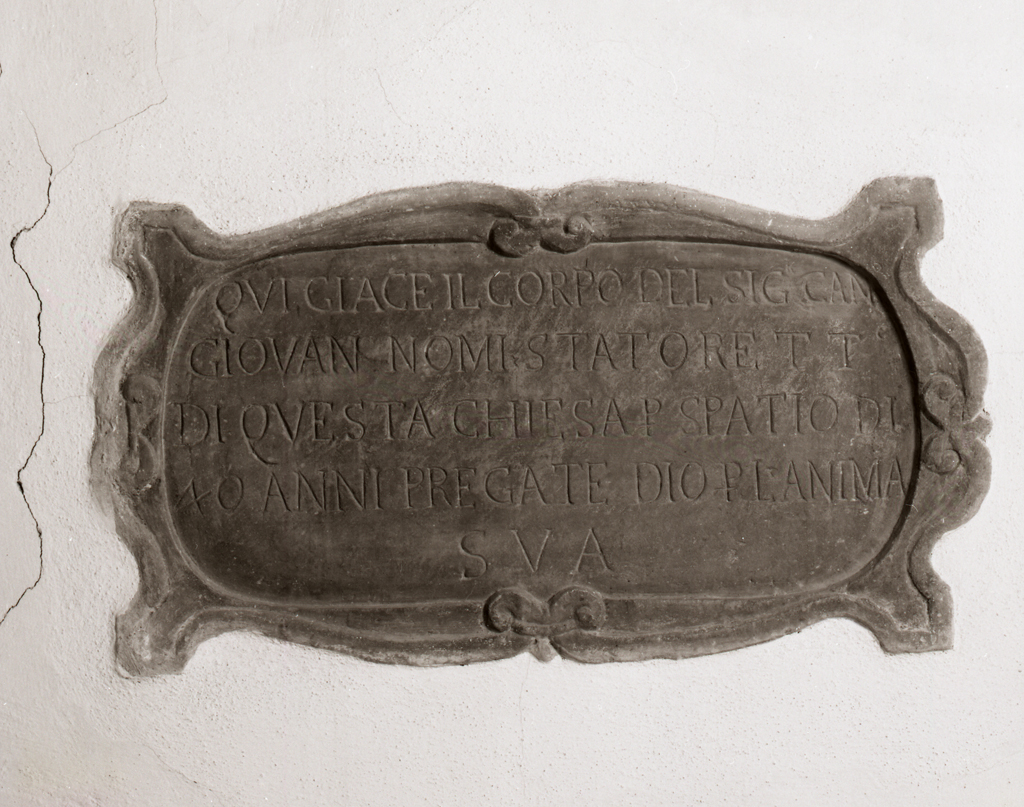 QVI GIACE IL CORPO DEL SIG CAN
GIOVAN NOMI STATORE T T°
DI QVESTA CHIESA P SPATIO DI
40 ANNI PREGATE DIO P LANIMA
SVA